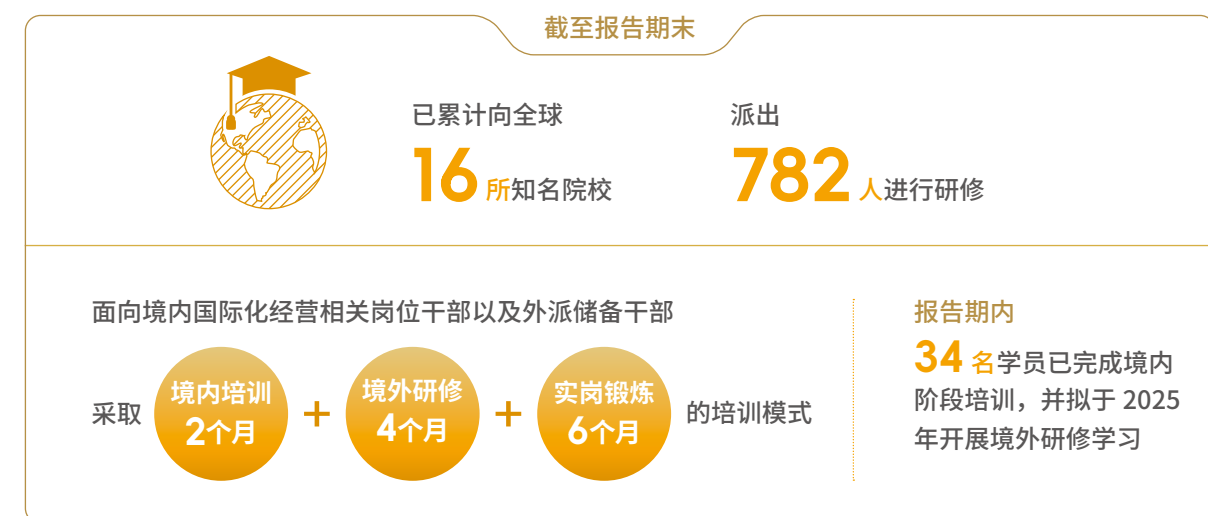 截至报告期末
已累计向全球
16 所知名院校
派出
782 人进行研修
面向境内国际化经营相关岗位干部以及外派储备干部
采取
境内培训
2个月
+
境外研修
4个月
+
实岗锻炼
6个月
的培训模式
报告期内
34 名学员已完成境内
阶段培训，并拟于 2025
年开展境外研修学习